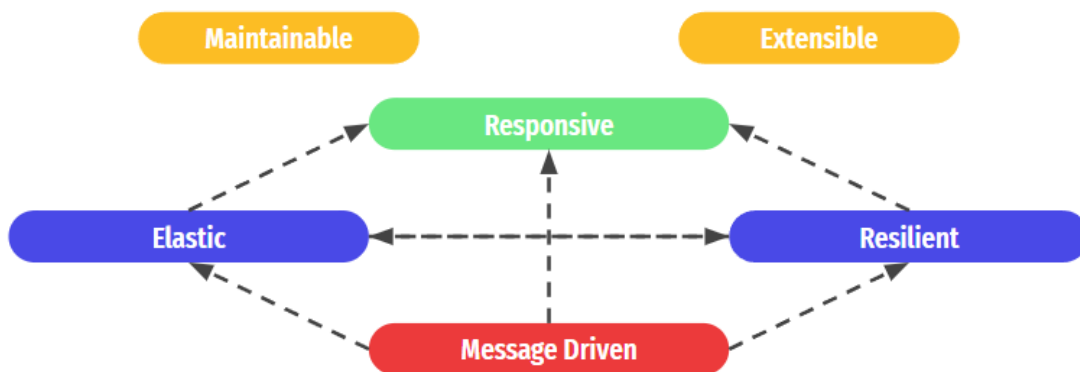 Maintainable
Extensible
Responsive
Elastic
Resilient
Message Driven